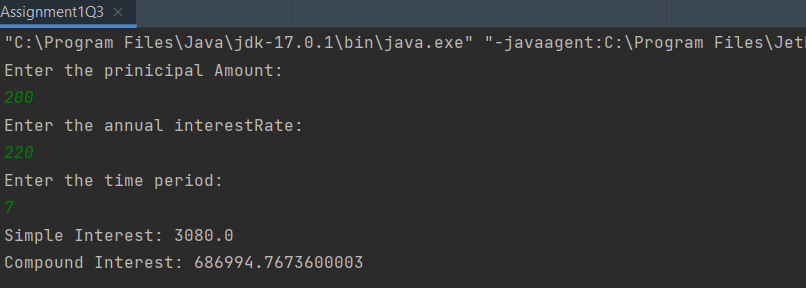 Assignment1Q3 ×
"C:\Program Files\Java\jdk-17.0.1\bin\java.exe" "-javaagent:C:\Program Files\Jet
Enter the prinicipal Amount:
200
Enter the annual interestRate:
220
Enter the time period:
7
Simple Interest: 3080.0
Compound Interest: 686994.7673600003